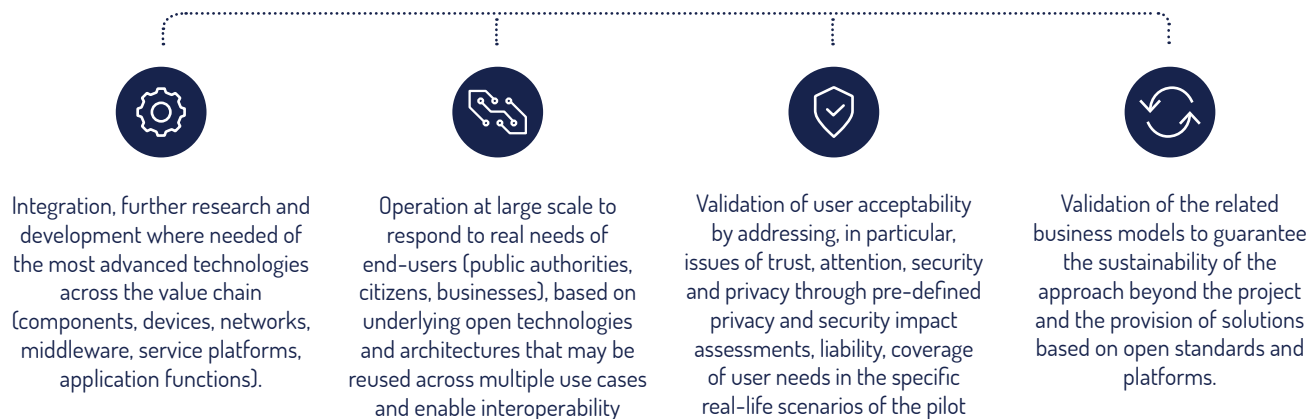 Integration, further research and
development where needed of
the most advanced technologies
across the value chain
(components, devices, networks,
middleware, service platforms,
application functions).
Operation at large scale to
respond to real needs of
end-users (public authorities,
citizens, businesses), based on
underlying open technologies
and architectures that may be
reused across multiple use cases
and enable interoperability
Validation of user acceptability
by addressing, in particular,
issues of trust, attention, security
and privacy through pre-defined
privacy and security impact
assessments, liability, coverage
of user needs in the specific
real-life scenarios of the pilot
Validation of the related
business models to guarantee
the sustainability of the
approach beyond the project
and the provision of solutions
based on open standards and
platforms.